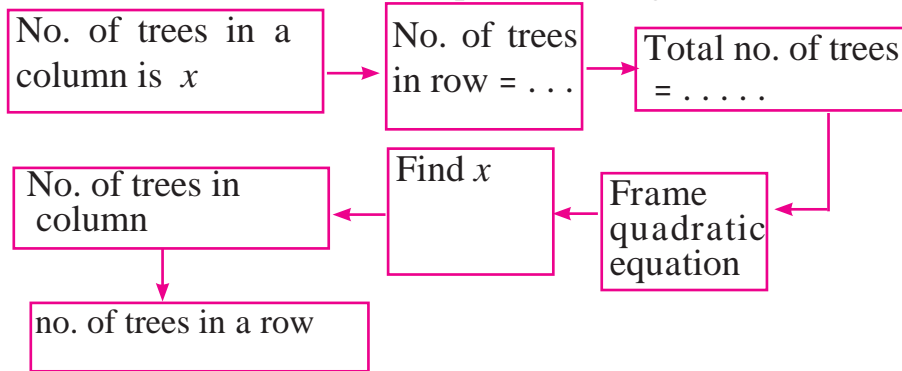 No. of trees in a
column is x
No. of trees
in row = . . .
Total no. of trees
= . . . . .
Frame
quadratic
equation
Find x
No. of trees in
column
no. of trees in a row